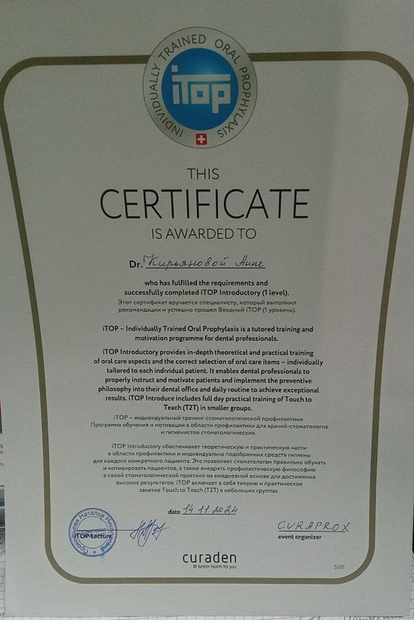 INDIVIDUALLY TRAINED ORAL PROPHYLAXIS
iTop
THIS
CERTIFICATE
IS AWARDED TO
Dr. Кирьяновой Анне
who has fulfilled the requirements and
successfully completed iTOP Introductory (1 level).
Этот сертификат вручается специалисту, который выполнил
рекомендации и успешно прошел Вводный iTOP (1 уровень).
iTOP – Individually Trained Oral Prophylaxis is a tutored training and
motivation programme for dental professionals.
iTOP Introductory provides in-depth theoretical and practical training
of oral care aspects and the correct selection of oral care items – individually
tailored to each individual patient. It enables dental professionals to
properly instruct and motivate patients and implement the preventive
philosophy into their dental office and daily routine to achieve exceptional
results. iTOP Introduce includes full day practical training of Touch to
Teach (T2T) in smaller groups.
iTOP – индивидуальный тренинг стоматологической профилактики.
Программа обучения и мотивации в области профилактики для врачей-стоматологов
и гигиенистов стоматологических.
iTOP Introductory обеспечивает теоретическую и практическую части
в области профилактики и индивидуально подобранных средств гигиены
для каждого конкретного пациента. Это позволяет стоматологам правильно обучать
и мотивировать пациентов, а также внедрять профилактическую философию
в своей стоматологической практике на ежедневной основе для достижения
высоких результатов. iTOP включает в себя теорию и практическое
занятие Touch to Teach (T2T) в небольших группах.
date 14 11 2024
Наталья
iTOP-Lecture
CURAPROX
event organizer
curaden
better health for you
S001